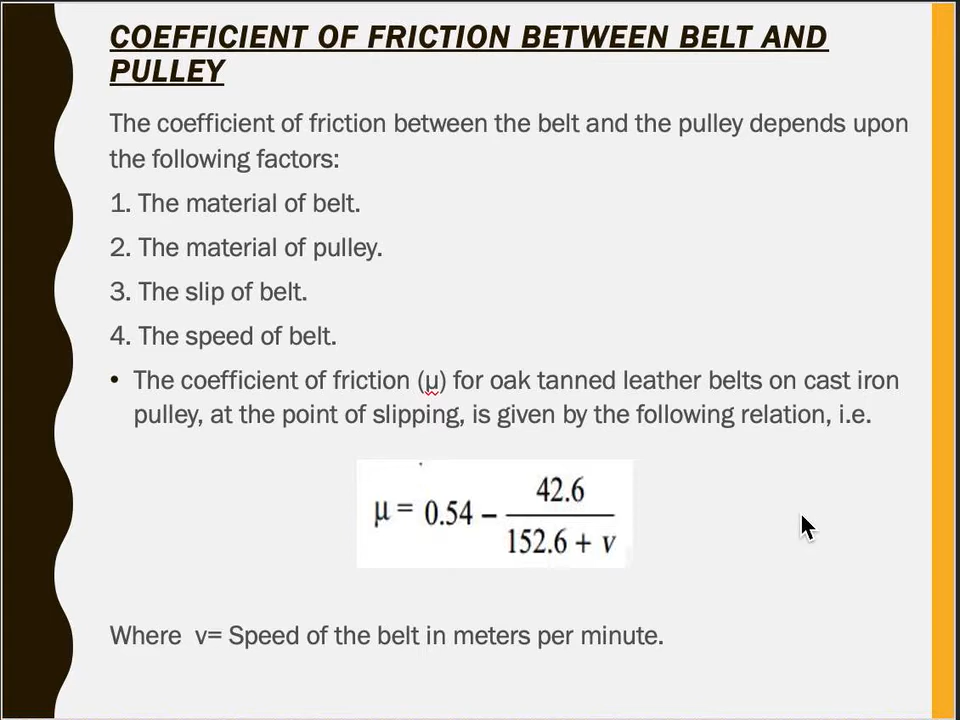 COEFFICIENT OF FRICTION BETWEEN BELT AND
PULLEY
The coefficient of friction between the belt and the pulley depends upon
the following factors:
1. The material of belt.
2. The material of pulley.
3. The slip of belt.
4. The speed of belt.
• The coefficient of friction (µ) for oak tanned leather belts on cast iron
pulley, at the point of slipping, is given by the following relation, i.e.
µ = 0.54 – 42.6 / 152.6 + v
Where v= Speed of the belt in meters per minute.